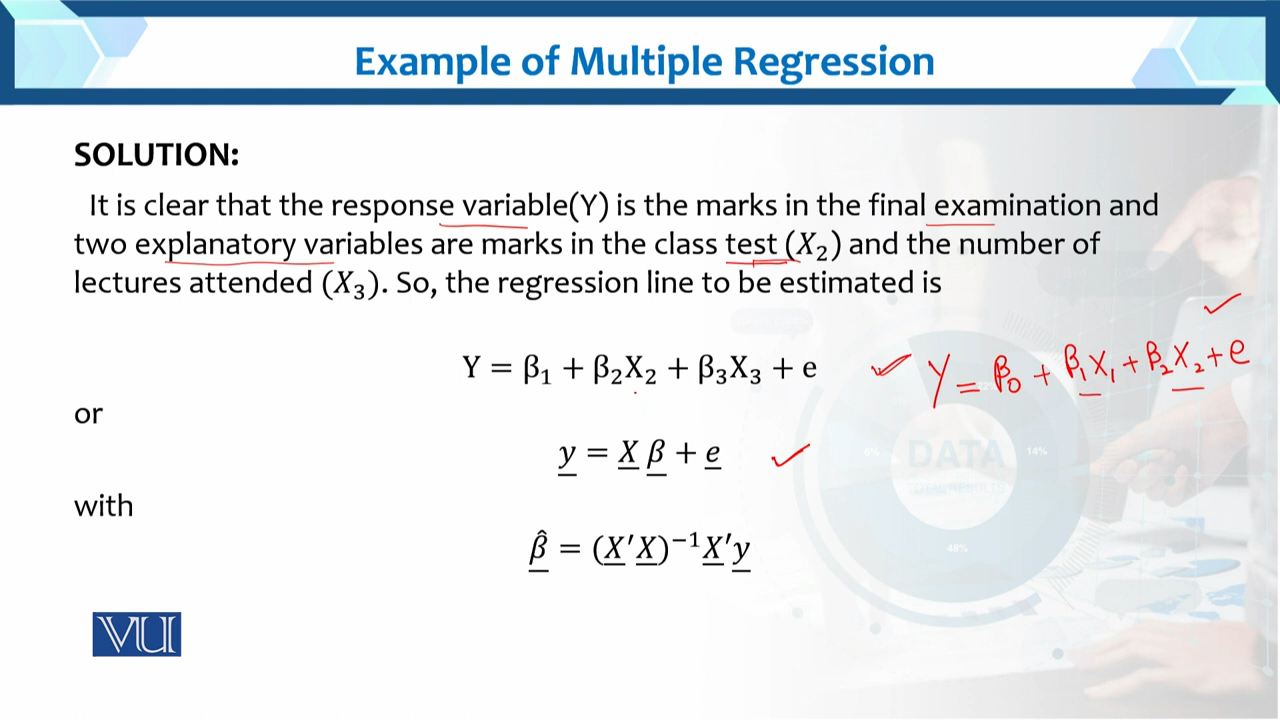 Example of Multiple Regression
SOLUTION:
It is clear that the response variable(Y) is the marks in the final examination and
two explanatory variables are marks in the class test (X₂) and the number of
lectures attended (X₃). So, the regression line to be estimated is
Y = β₁ + β₂X₂ + β₃X₃ + e
Y = β₀ + β₁X₁ + β₂X₂ + e
or
y = X β + e
with
β̂ = (X′X)⁻¹X′y
DATA
14%
48%
VU